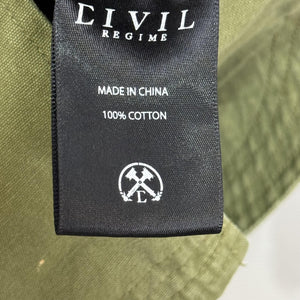 CIVIL
REGIME
MADE IN CHINA
100% COTTON
C